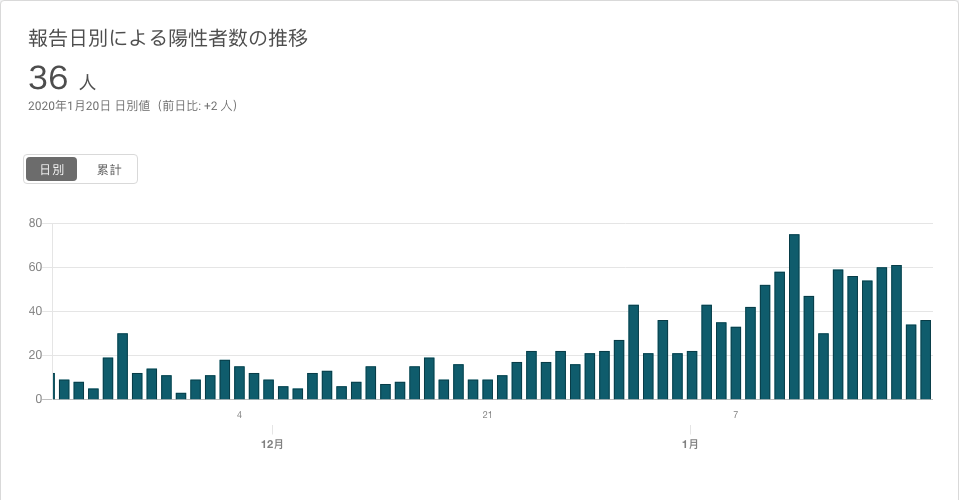 報告日別による陽性者数の推移
36 人
2020年1月20日 日別値（前日比: +2 人）
日別 累計
80
60
40
20
0
4 21 7
12月 1月